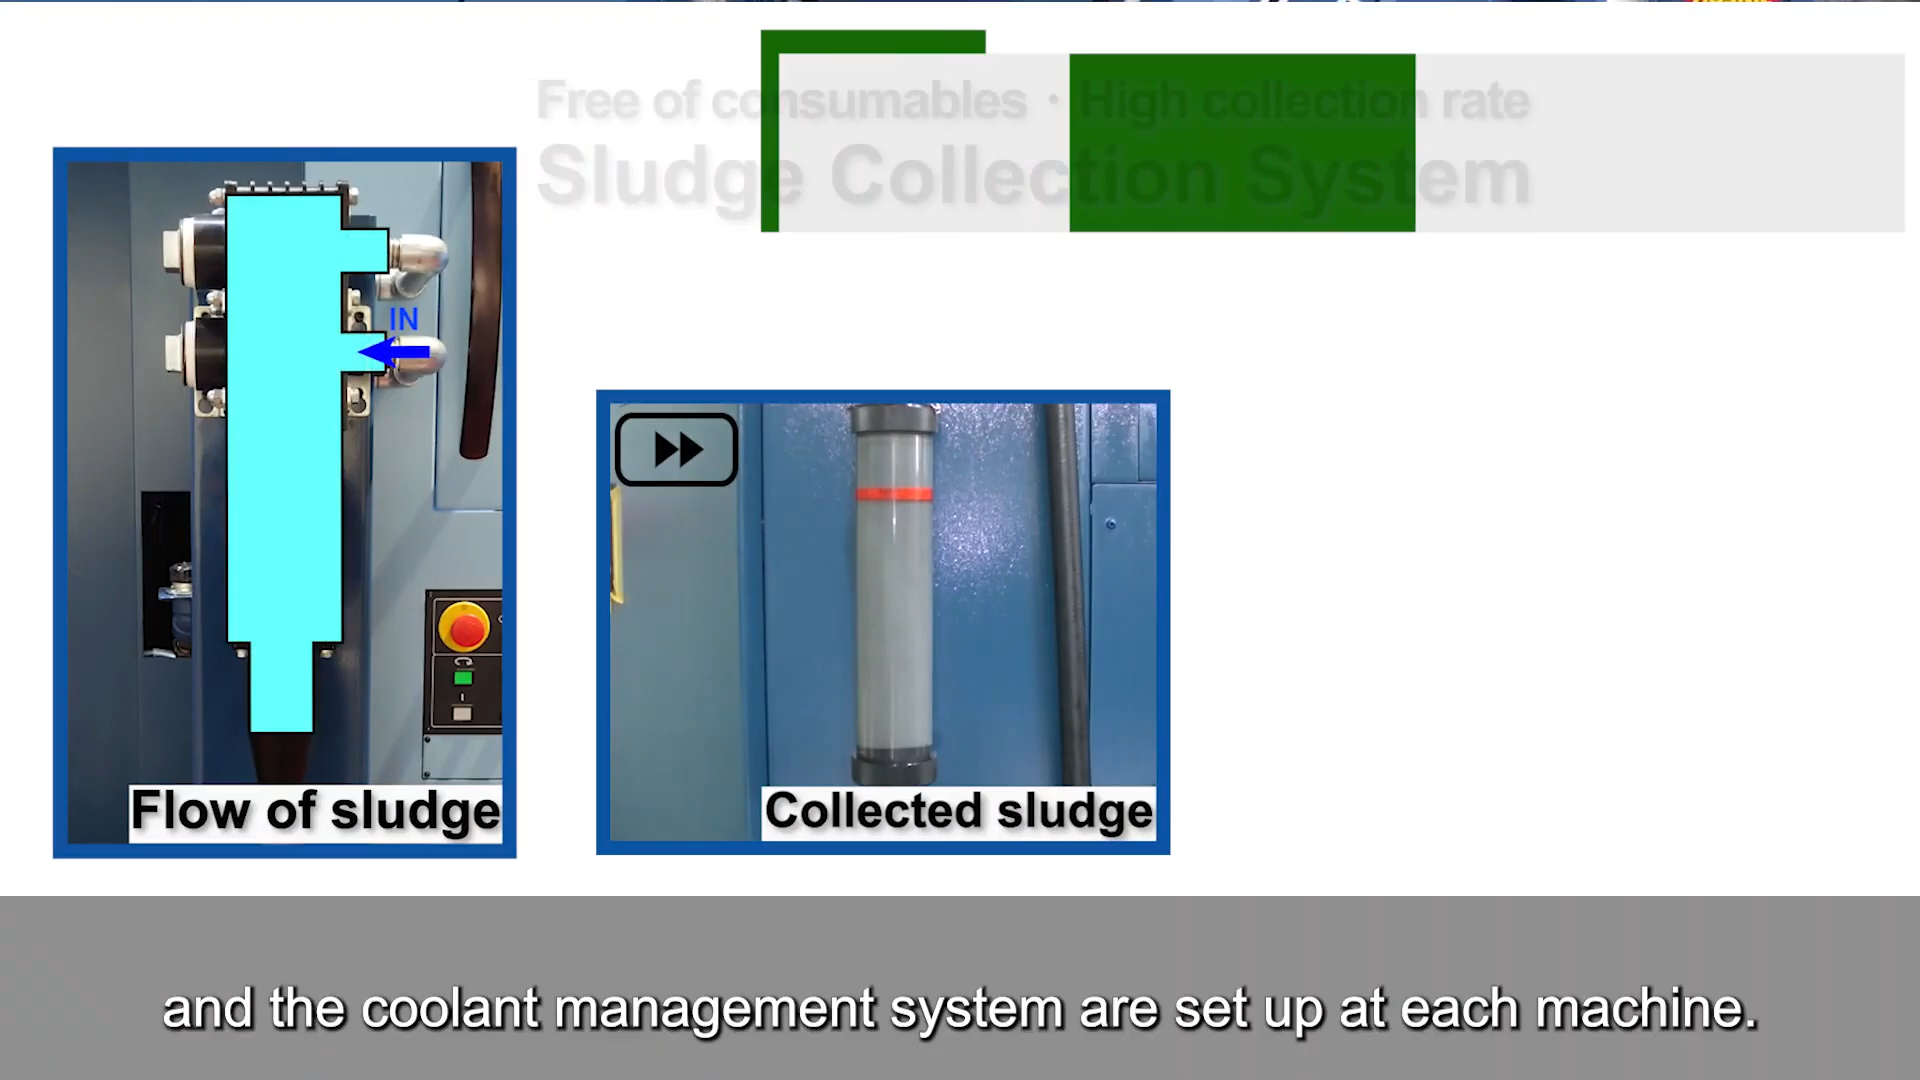 Free of consumables・High collection rate
Sludge Collection System
IN
Flow of sludge
Collected sludge
and the coolant management system are set up at each machine.